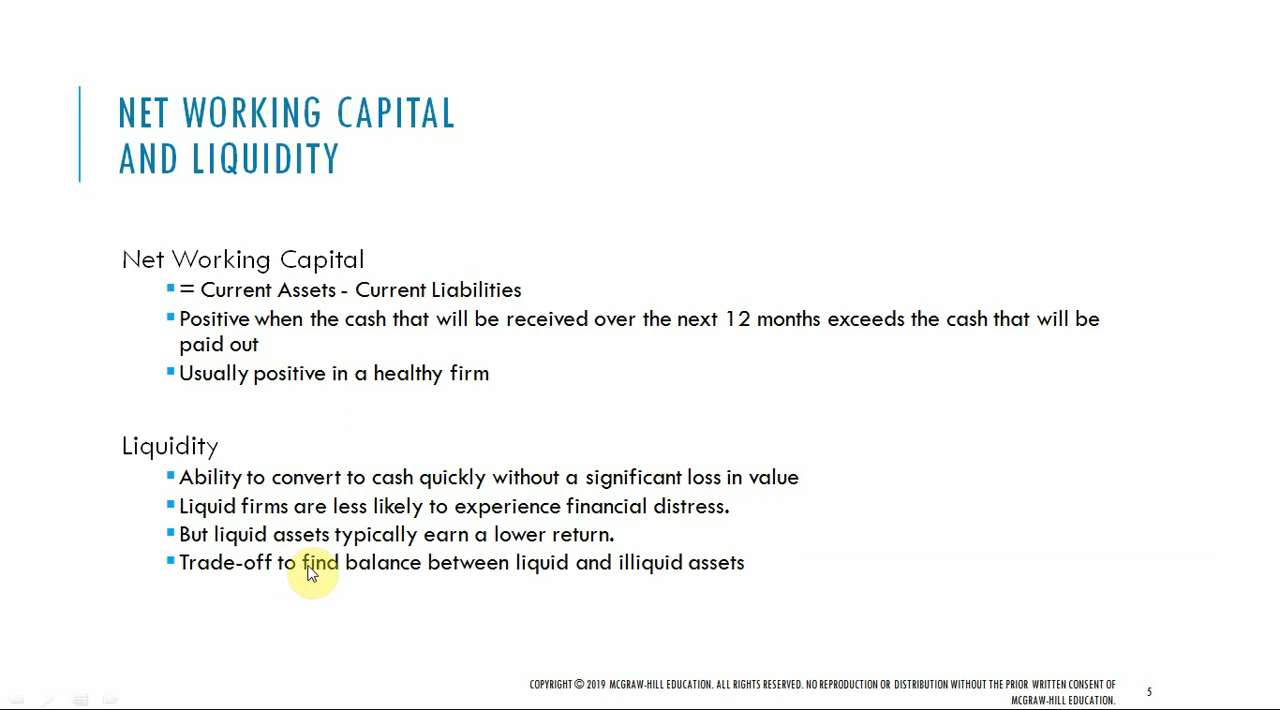 NET WORKING CAPITAL
AND LIQUIDITY
Net Working Capital
= Current Assets - Current Liabilities
Positive when the cash that will be received over the next 12 months exceeds the cash that will be
paid out
Usually positive in a healthy firm
Liquidity
Ability to convert to cash quickly without a significant loss in value
Liquid firms are less likely to experience financial distress.
But liquid assets typically earn a lower return.
Trade-off to find balance between liquid and illiquid assets
COPYRIGHT © 2019 MCGRAW-HILL EDUCATION. ALL RIGHTS RESERVED. NO REPRODUCTION OR DISTRIBUTION WITHOUT THE PRIOR WRITTEN CONSENT OF
MCGRAW-HILL EDUCATION.
5